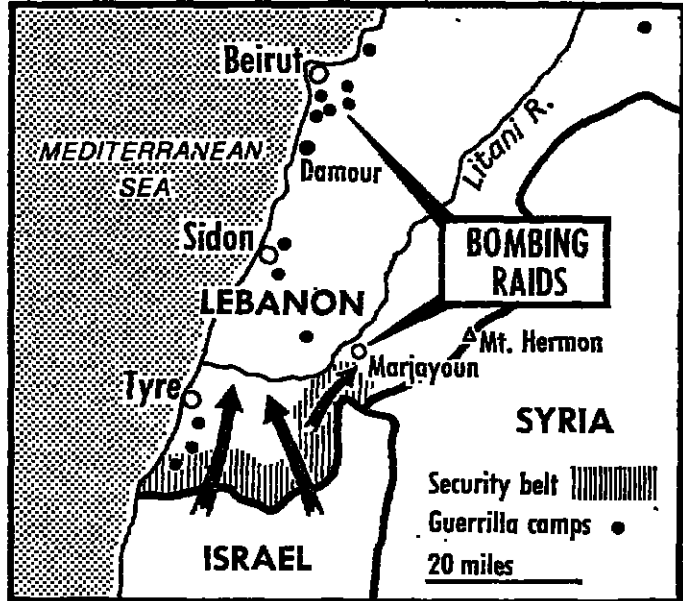 Beirut
Litani R.
MEDITERRANEAN
SEA
Damour
Sidon
BOMBING
RAIDS
LEBANON
Mt. Hermon
Marjayoun
Tyre
SYRIA
Security belt
Guerrilla camps
ISRAEL
20 miles